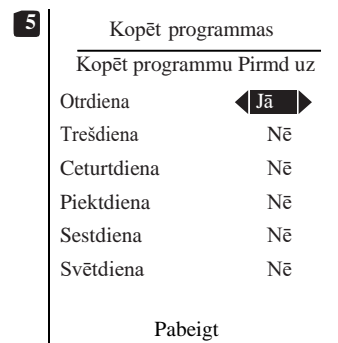 5
Kopēt programmas
Kopēt programmu Pirmd uz
Otrdiena Jā
Trešdiena Nē
Ceturtdiena Nē
Piektdiena Nē
Sestdiena Nē
Svētdiena Nē
Pabeigt